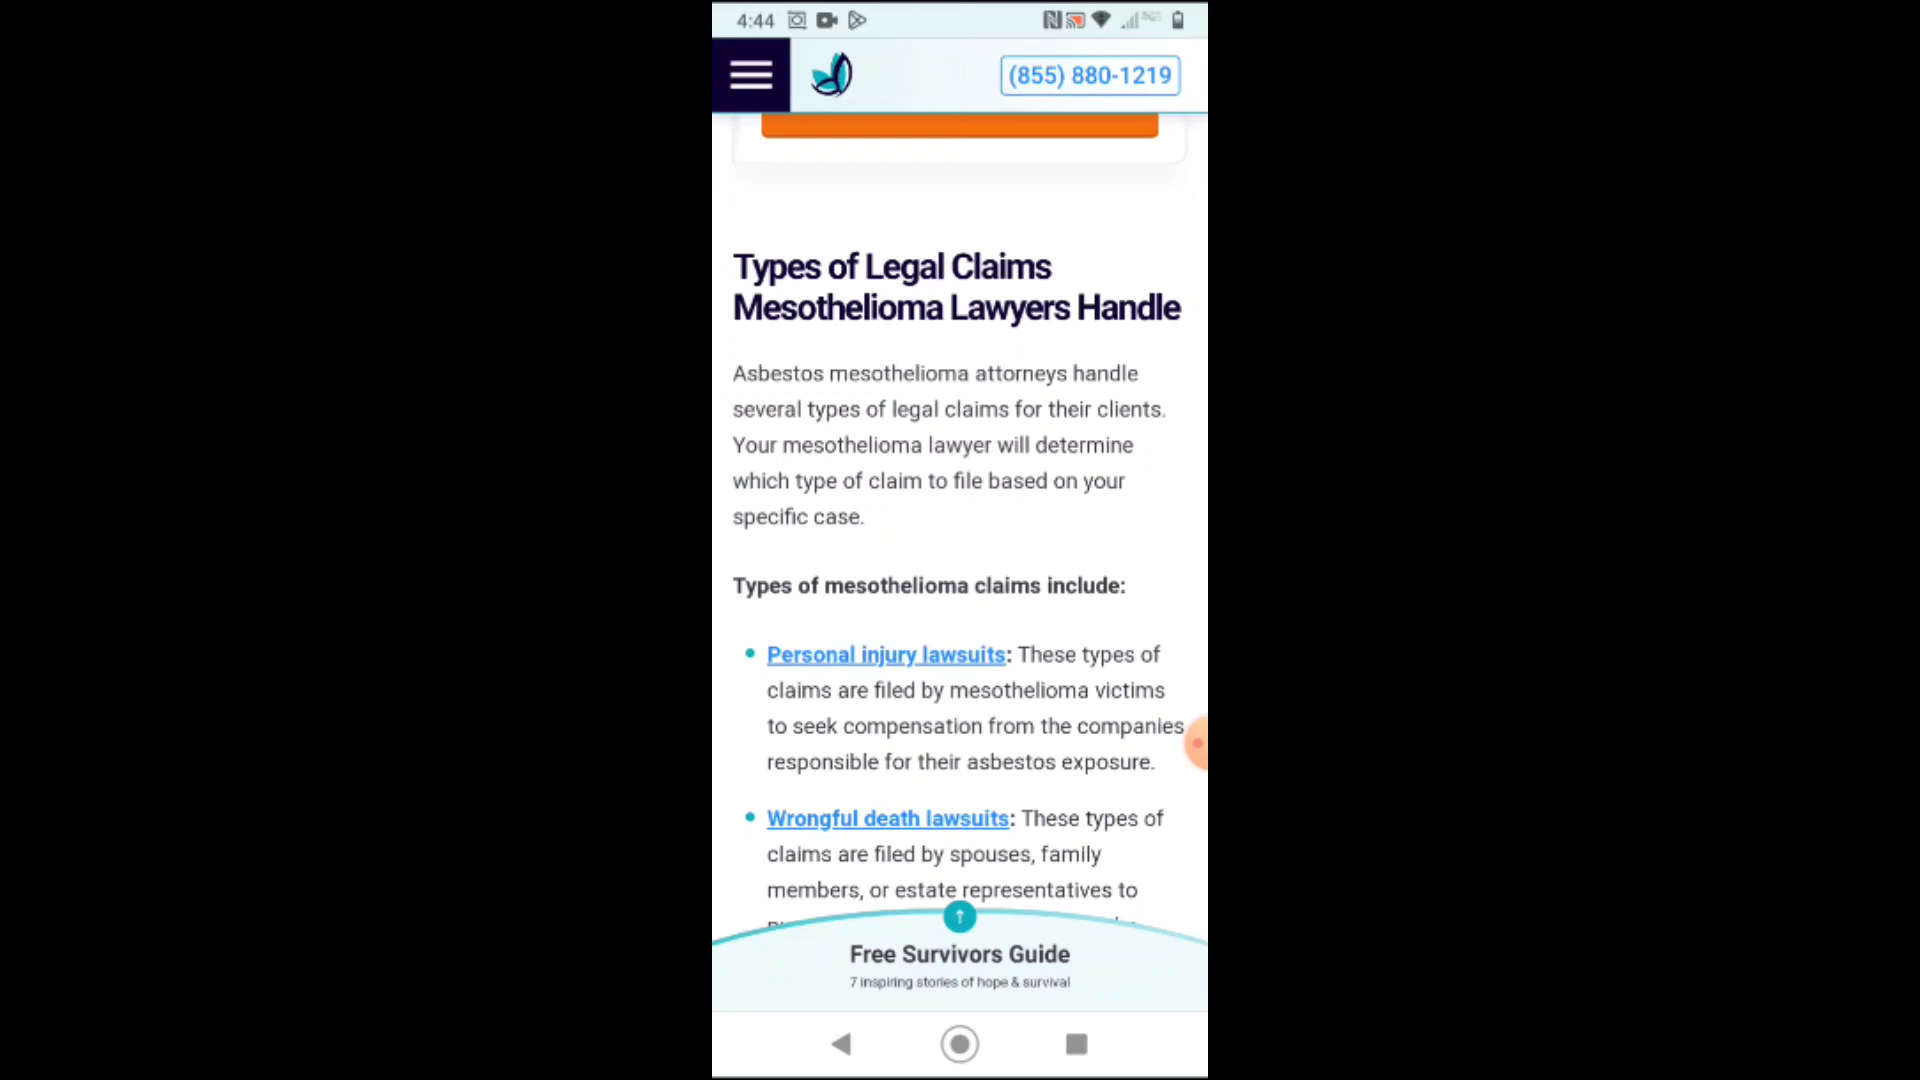 4:44
(855) 880-1219
Types of Legal Claims
Mesothelioma Lawyers Handle
Asbestos mesothelioma attorneys handle
several types of legal claims for their clients.
Your mesothelioma lawyer will determine
which type of claim to file based on your
specific case.
Types of mesothelioma claims include:
Personal injury lawsuits: These types of
claims are filed by mesothelioma victims
to seek compensation from the companies
responsible for their asbestos exposure.
Wrongful death lawsuits: These types of
claims are filed by spouses, family
members, or estate representatives to
Free Survivors Guide
7 inspiring stories of hope & survival